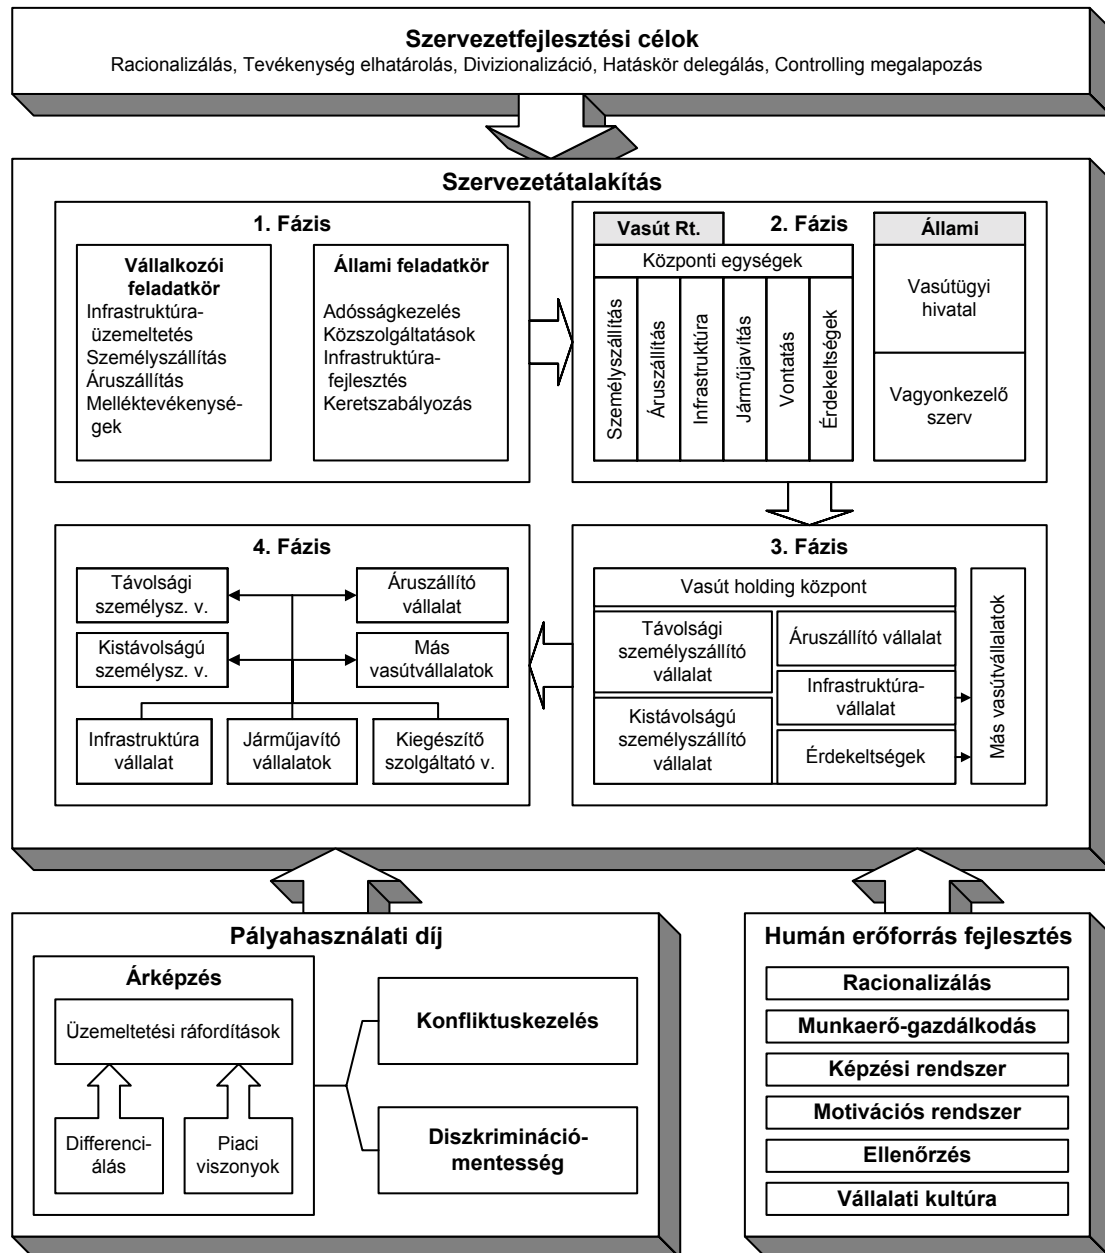 Szervezetfejlesztési célok
Racionalizálás, Tevékenység elhatárolás, Divizionalizáció, Hatáskör delegálás, Controlling megalapozás
Szervezetátalakítás
1. Fázis
Vállalkozói
feladatkör
Infrastruktúra-
üzemeltetés
Személyszállítás
Áruszállítás
Melléktevékenysé-
gek
Állami feladatkör
Adósságkezelés
Közszolgáltatások
Infrastruktúra-
fejlesztés
Keretszabályozás
2. Fázis
Vasút Rt.
Központi egységek
Személyszállítás
Áruszállítás
Infrastruktúra
Járműjavítás
Vontatás
Érdekeltségek
Állami
Vasútügyi
hivatal
Vagyonkezelő
szerv
4. Fázis
Távolsági
személysz. v.
Áruszállító
vállalat
Kistávolságú
személysz. v.
Más
vasútvállalatok
Infrastruktúra
vállalat
Járműjavító
vállalatok
Kiegészítő
szolgáltató v.
3. Fázis
Vasút holding központ
Távolsági
személyszállító
vállalat
Kistávolságú
személyszállító
vállalat
Áruszállító vállalat
Infrastruktúra-
vállalat
Érdekeltségek
Más vasútvállalatok
Pályahasználati díj
Árképzés
Üzemeltetési ráfordítások
Differenci-
álás
Piaci
viszonyok
Konfliktuskezelés
Diszkrimináció-
mentesség
Humán erőforrás fejlesztés
Racionalizálás
Munkaerő-gazdálkodás
Képzési rendszer
Motivációs rendszer
Ellenőrzés
Vállalati kultúra